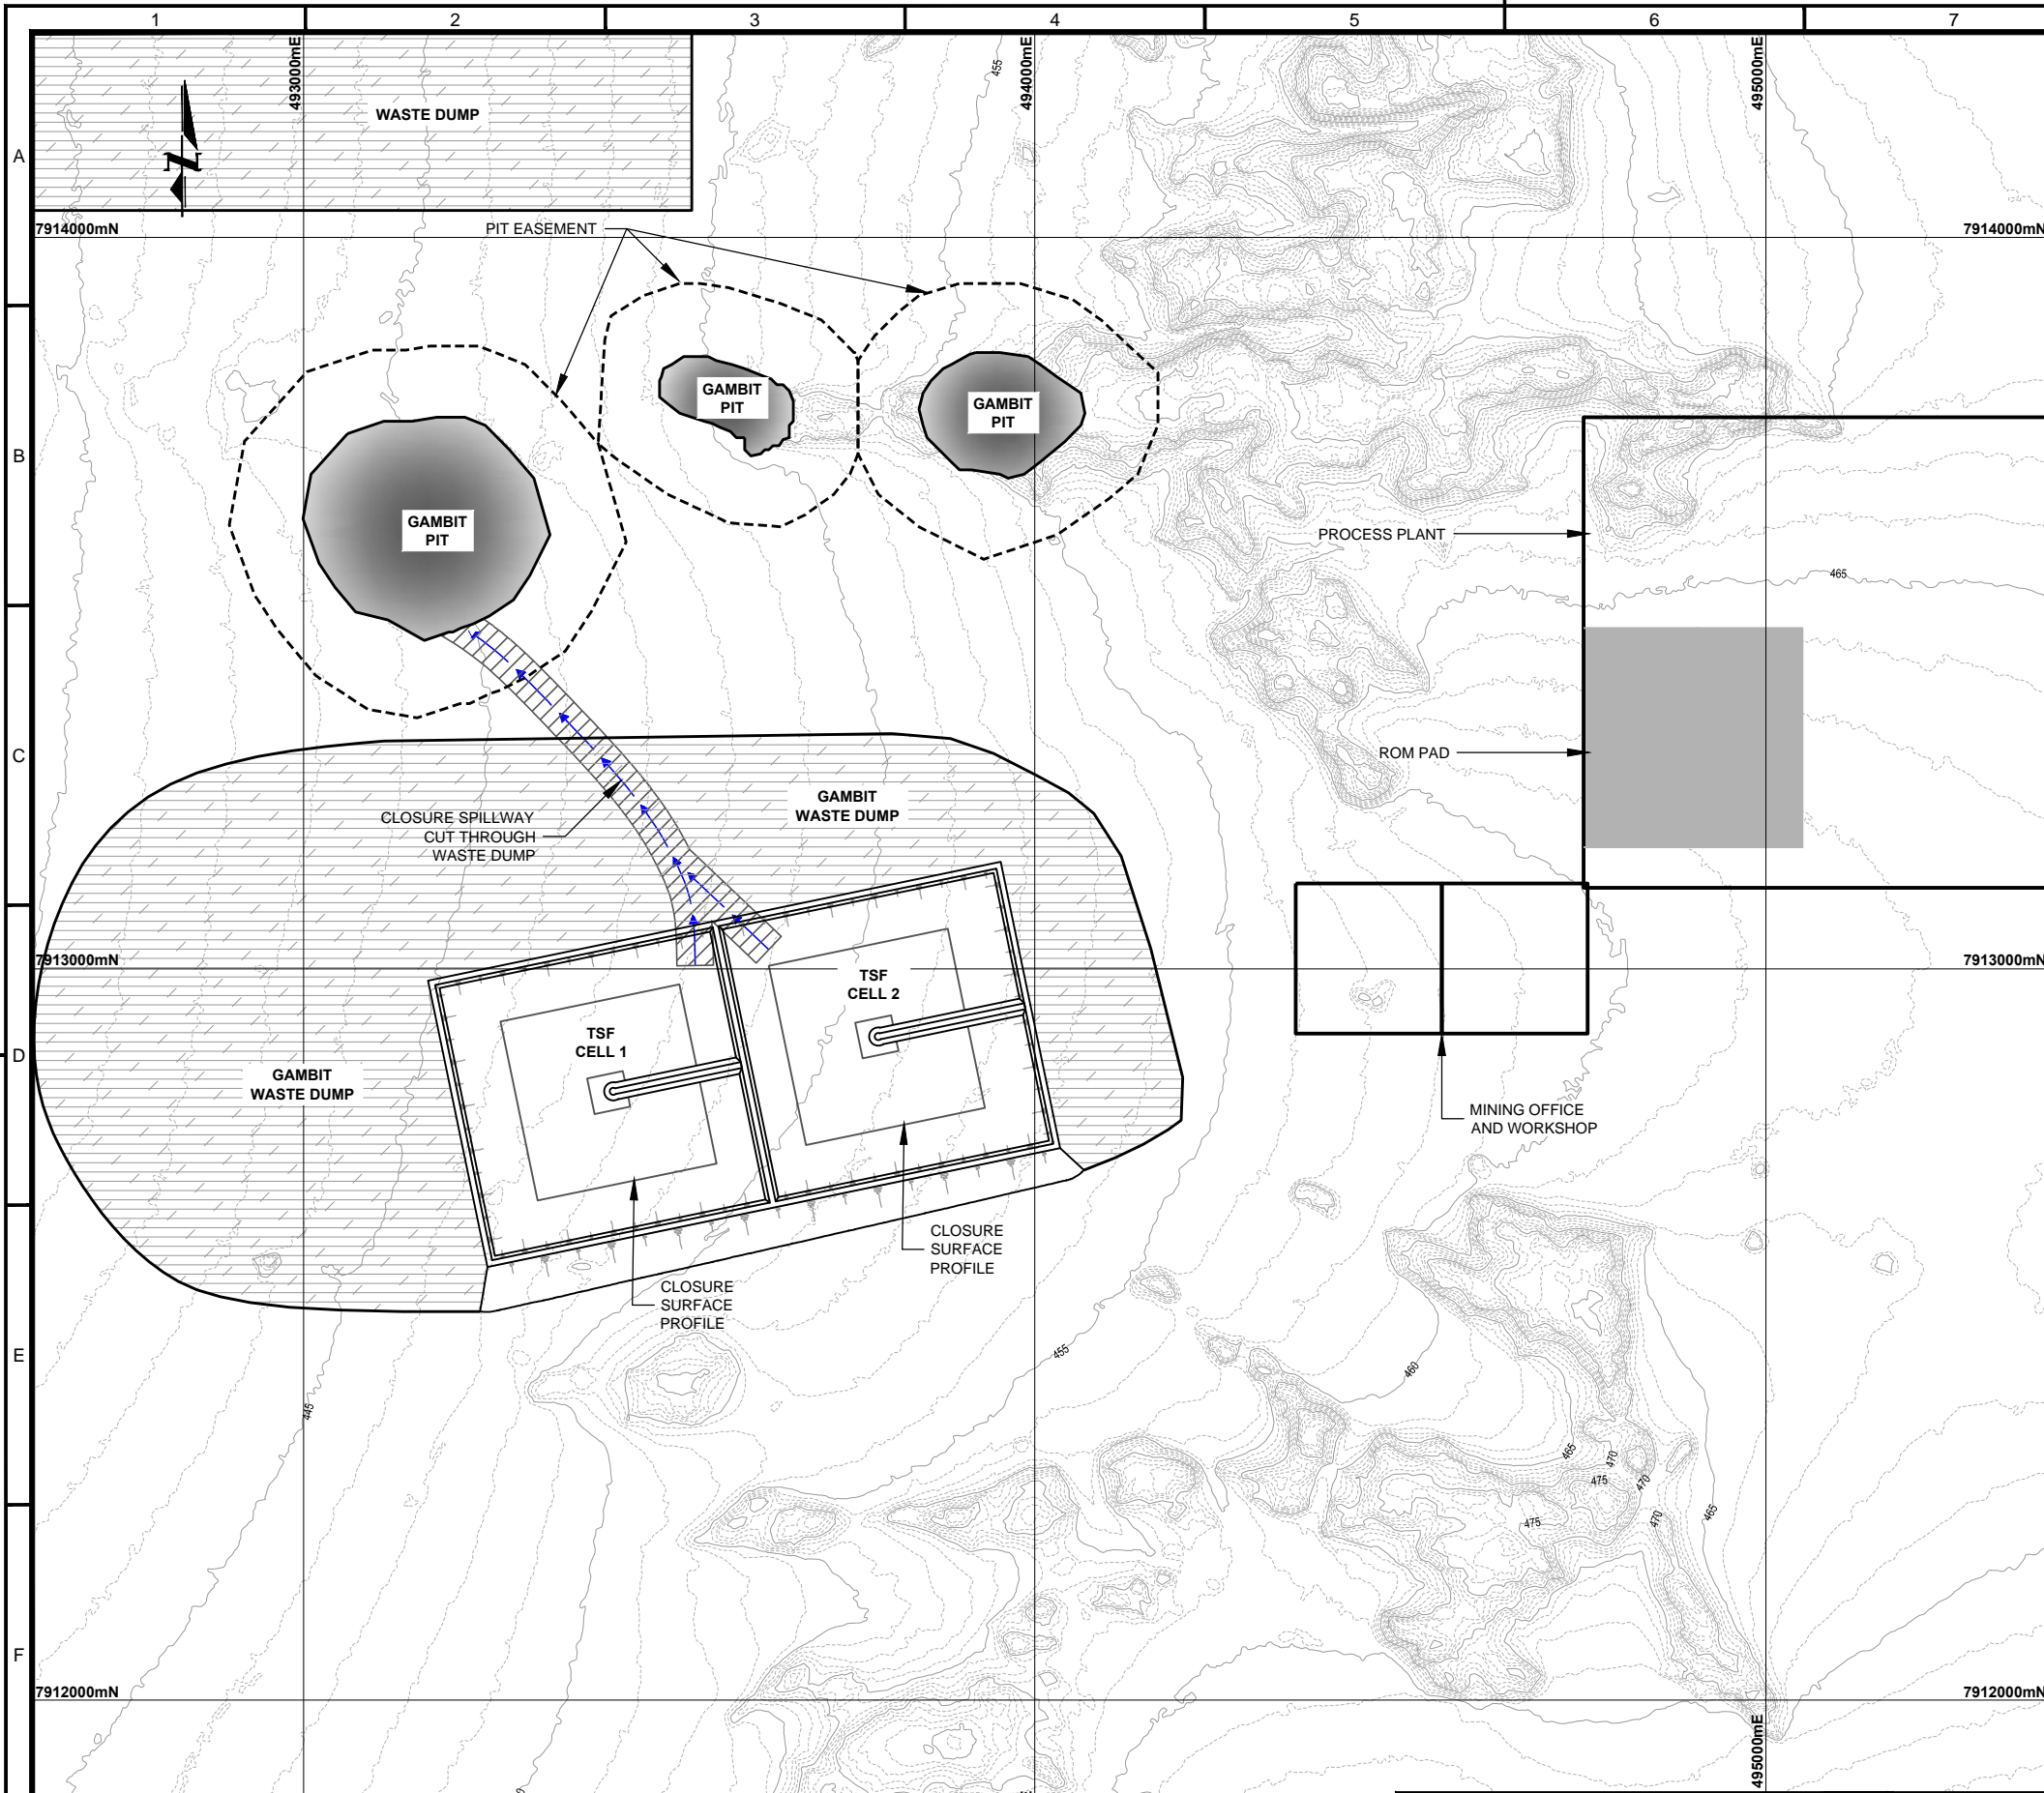 1
2
3
4
5
6
7
A
B
C
D
E
F
493000mE
494000mE
495000mE
455
WASTE DUMP
N
7914000mN
7914000mN
PIT EASEMENT
GAMBIT
PIT
GAMBIT
PIT
GAMBIT
PIT
PROCESS PLANT
465
ROM PAD
GAMBIT
WASTE DUMP
CLOSURE SPILLWAY
CUT THROUGH
WASTE DUMP
7913000mN
7913000mN
TSF
CELL 2
TSF
CELL 1
GAMBIT
WASTE DUMP
MINING OFFICE
AND WORKSHOP
CLOSURE
SURFACE
PROFILE
CLOSURE
SURFACE
PROFILE
455
460
445
465
470
475
470
465
470
475
7912000mN
7912000mN
495000mE